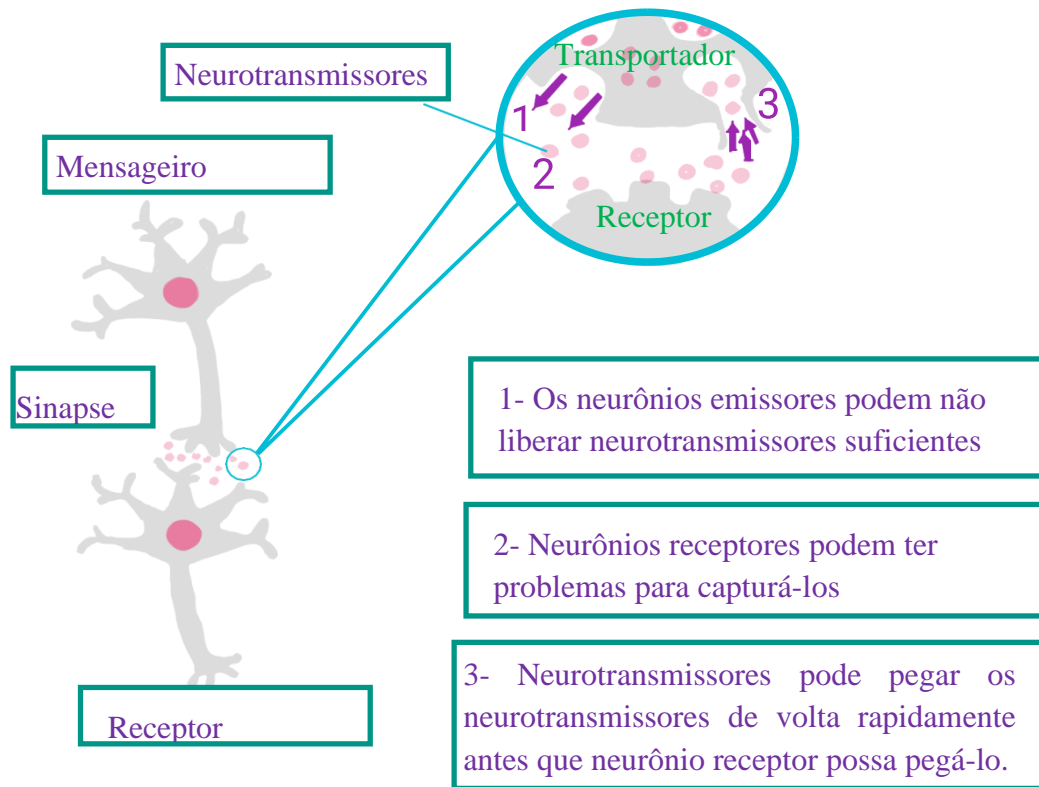 Transportador
Neurotransmissores
1
3
Mensageiro
2
Receptor
Sinapse
1- Os neurônios emissores podem não
liberar neurotransmissores suficientes
2- Neurônios receptores podem ter
problemas para capturá-los
3- Neurotransmissores pode pegar os
neurotransmissores de volta rapidamente
antes que neurônio receptor possa pegá-lo.
Receptor